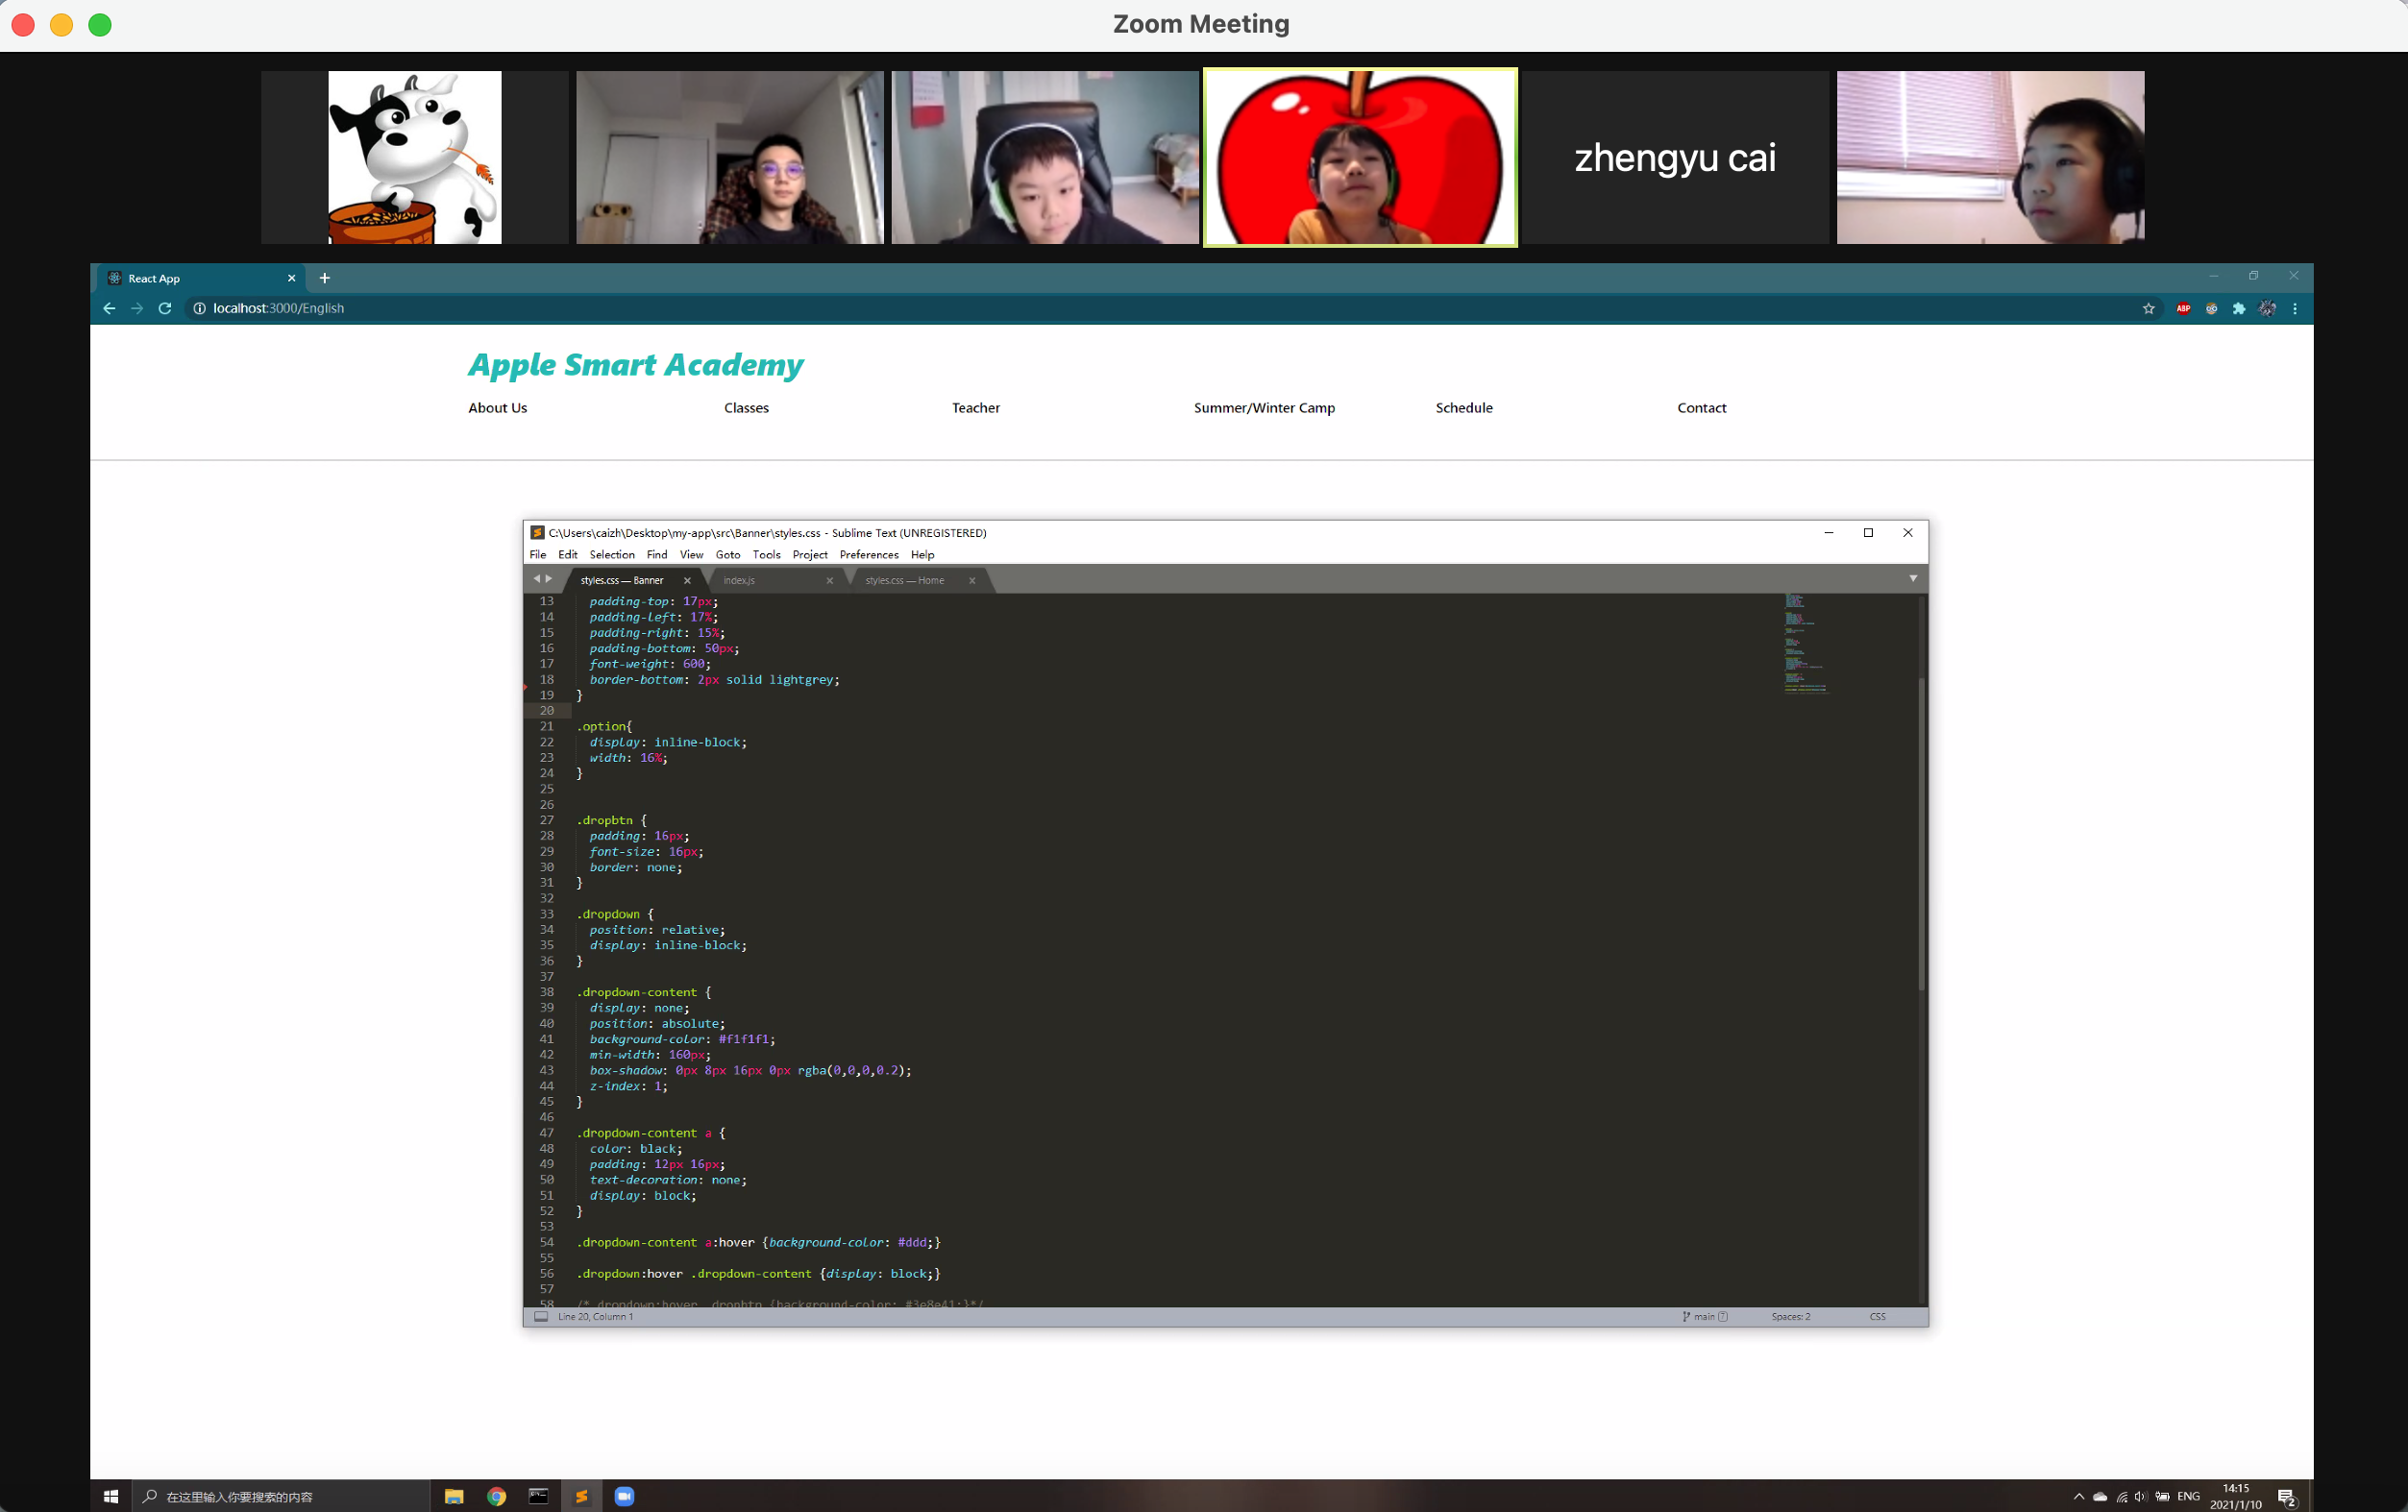 Zoom Meeting
zhengyu cai
React App
localhost:3000/English
ABP
Apple Smart Academy
About Us Classes Teacher Summer/Winter Camp Schedule Contact
C:\Users\caizh\Desktop\my-app\src\Banner\styles.css - Sublime Text (UNREGISTERED)
File Edit Selection Find View Goto Tools Project Preferences Help
styles.css — Banner index.js styles.css — Home
13 padding-top: 17px;
14 padding-left: 17%;
15 padding-right: 15%;
16 padding-bottom: 50px;
17 font-weight: 600;
18 border-bottom: 2px solid lightgrey;
19 }
20
21 .option{
22 display: inline-block;
23 width: 16%;
24 }
25
26
27 .dropbtn {
28 padding: 16px;
29 font-size: 16px;
30 border: none;
31 }
32
33 .dropdown {
34 position: relative;
35 display: inline-block;
36 }
37
38 .dropdown-content {
39 display: none;
40 position: absolute;
41 background-color: #f1f1f1;
42 min-width: 160px;
43 box-shadow: 0px 8px 16px 0px rgba(0,0,0,0.2);
44 z-index: 1;
45 }
46
47 .dropdown-content a {
48 color: black;
49 padding: 12px 16px;
50 text-decoration: none;
51 display: block;
52 }
53
54 .dropdown-content a:hover {background-color: #ddd;}
55
56 .dropdown:hover .dropdown-content {display: block;}
57
58 /* dropdown:hover .dropbtn {background-color: #3e8e41;}*/
Line 20, Column 1 main Spaces: 2 CSS
在这里输入你要搜索的内容
ENG
14:15
2021/1/10
2